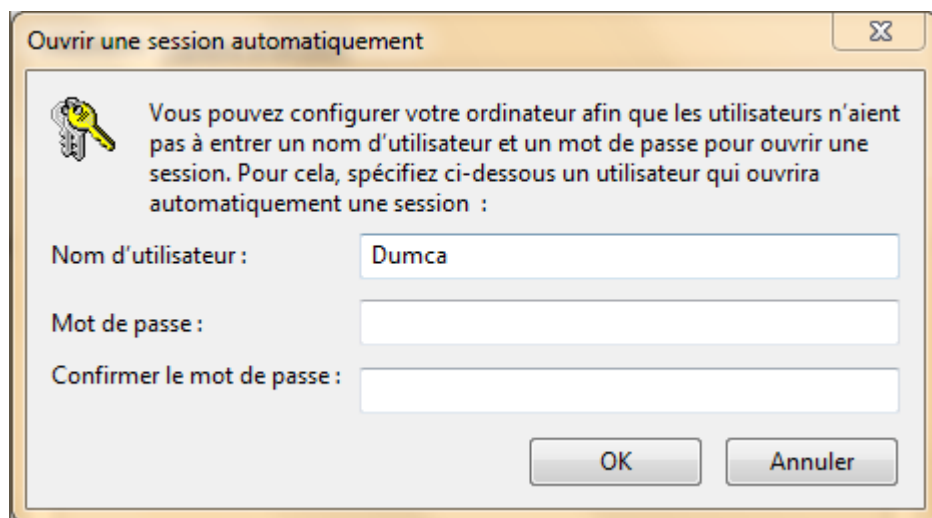 Ouvrir une session automatiquement
Vous pouvez configurer votre ordinateur afin que les utilisateurs n’aient
pas à entrer un nom d’utilisateur et un mot de passe pour ouvrir une
session. Pour cela, spécifiez ci-dessous un utilisateur qui ouvrira
automatiquement une session :
Nom d’utilisateur : Dumca
Mot de passe :
Confirmer le mot de passe :
OK Annuler